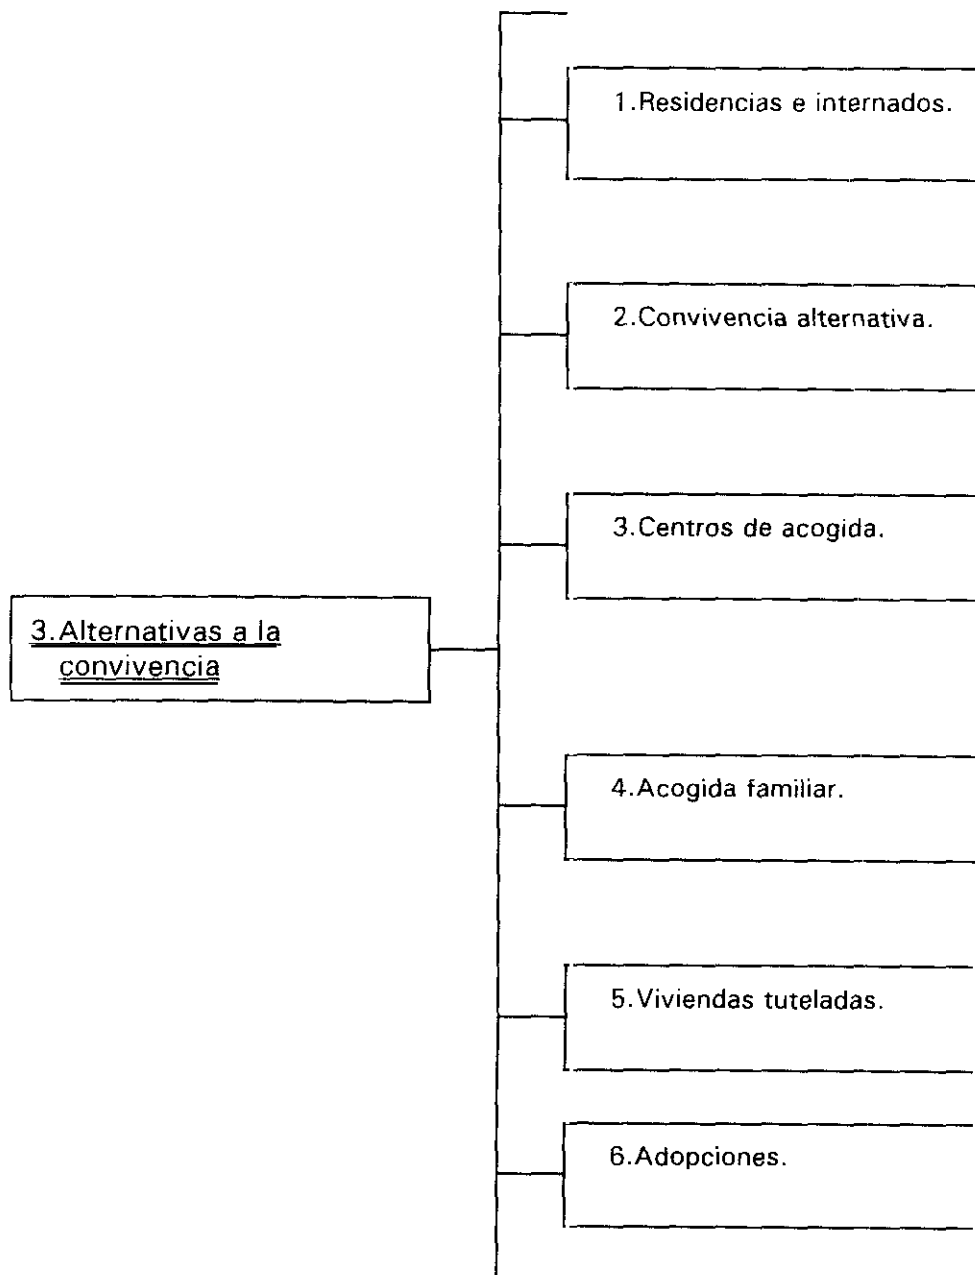 1.Residencias e internados.
2.Convivencia alternativa.
3.Centros de acogida.
3.Alternativas a la
convivencia
4.Acogida familiar.
5.Viviendas tuteladas.
6.Adopciones.